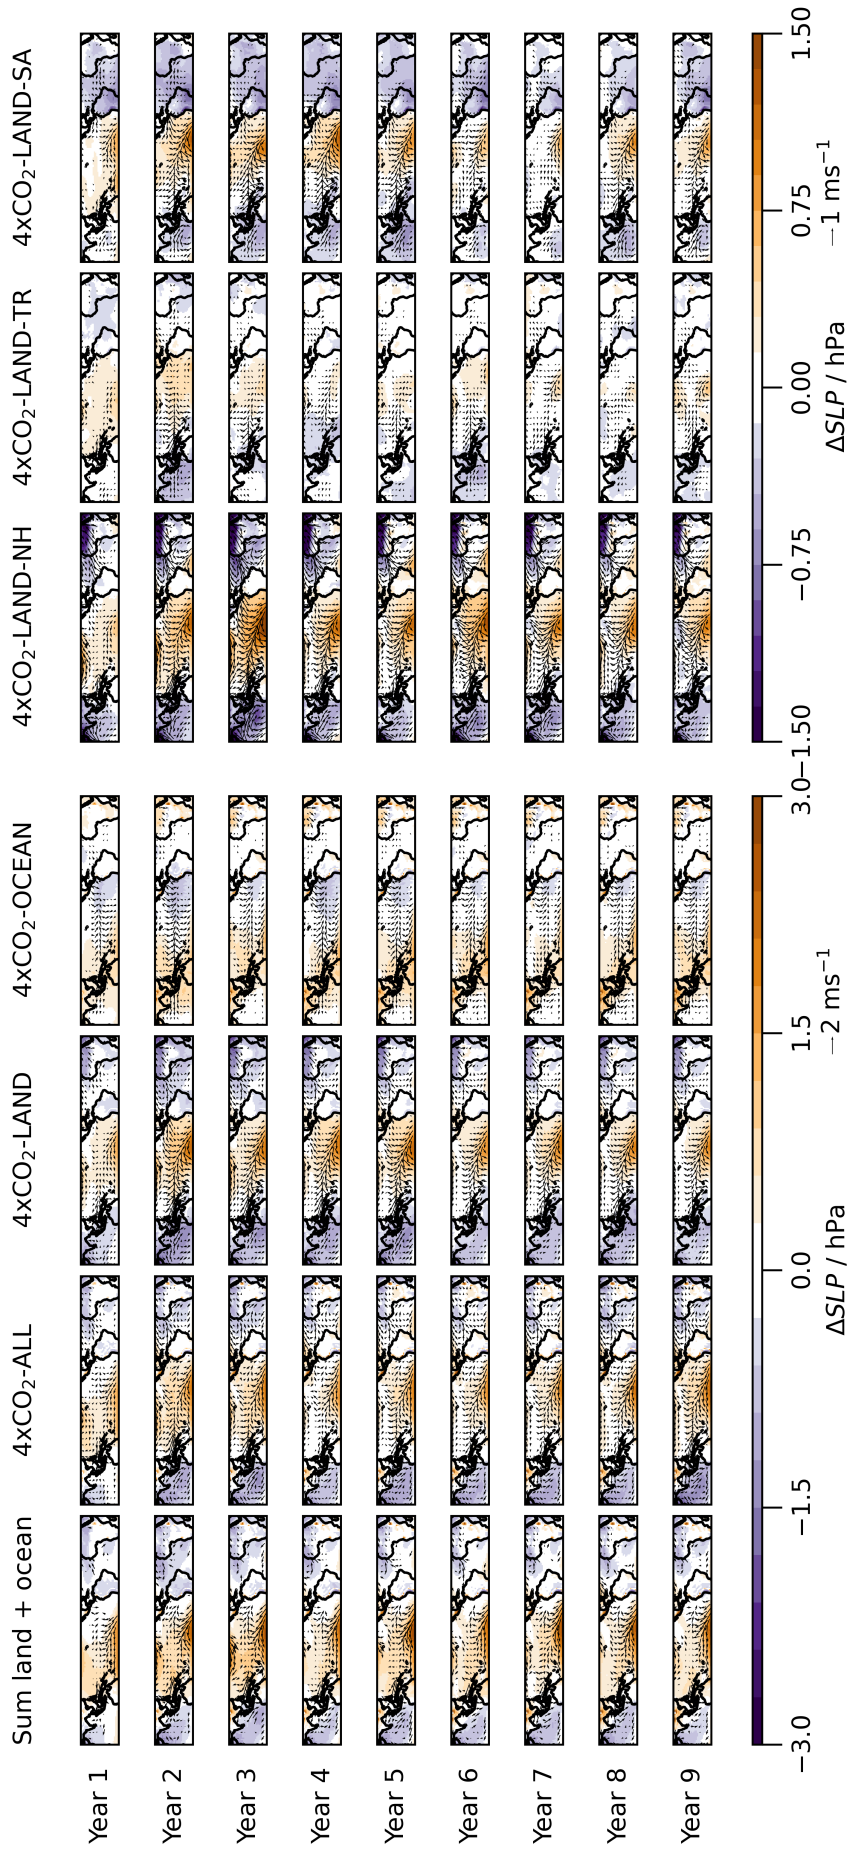 Sum land + ocean
4xCO₂-ALL
4xCO₂-LAND
4xCO₂-OCEAN
4xCO₂-LAND-NH
4xCO₂-LAND-TR
4xCO₂-LAND-SA
Year 1
Year 2
Year 3
Year 4
Year 5
Year 6
Year 7
Year 8
Year 9
−3.0 −1.5 0.0 1.5 3.0
ΔSLP / hPa
→2 ms⁻¹
−1.50 −0.75 0.00 0.75 1.50
ΔSLP / hPa
→1 ms⁻¹